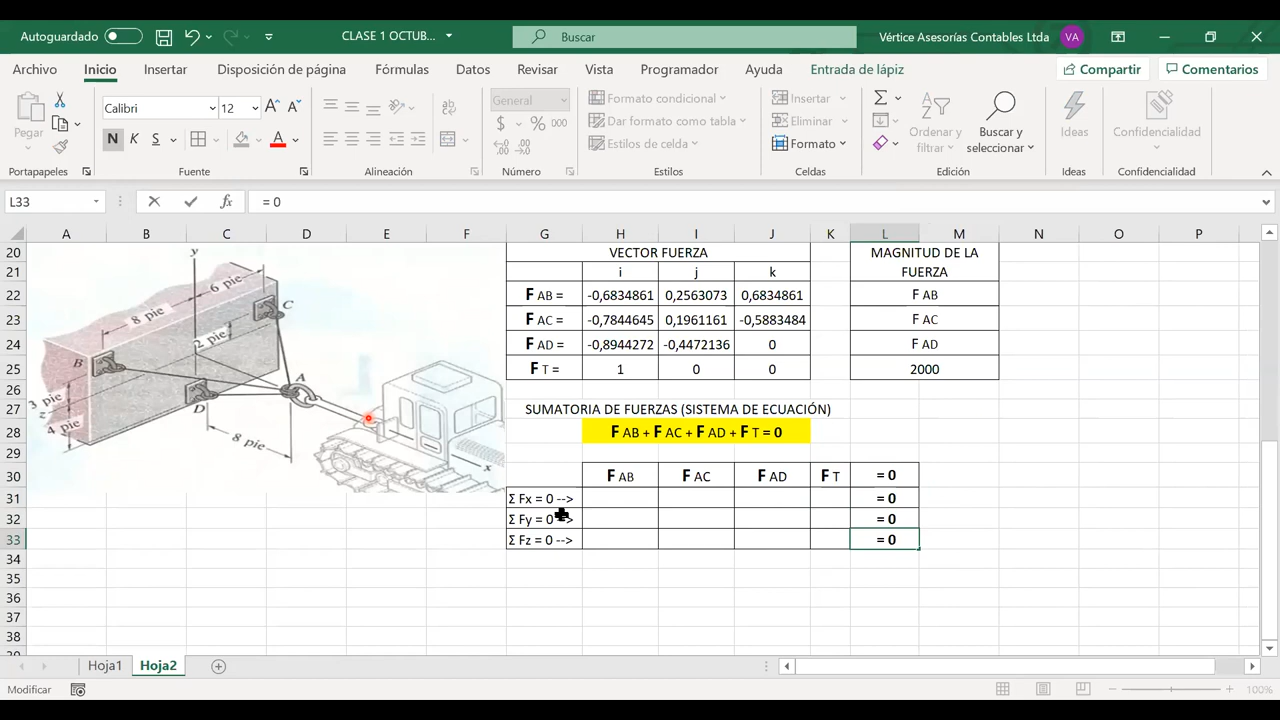 Autoguardado
CLASE 1 OCTUB...
Buscar
Vértice Asesorías Contables Ltda
VA
Archivo Inicio Insertar Disposición de página Fórmulas Datos Revisar Vista Programador Ayuda Entrada de lápiz Compartir Comentarios
Pegar
Calibri 12
N K S
General
$ % 000
Formato condicional
Dar formato como tabla
Estilos de celda
Insertar
Eliminar
Formato
Ordenar y filtrar
Buscar y seleccionar
Ideas
Confidencialidad
Portapapeles Fuente Alineación Número Estilos Celdas Edición Ideas Confidencialidad
L33 fx = 0
A B C D E F G H I J K L M N O P
20 VECTOR FUERZA MAGNITUD DE LA
21 i j k FUERZA
22 F AB = -0,6834861 0,2563073 0,6834861 F AB
23 F AC = -0,7844645 0,1961161 -0,5883484 F AC
24 F AD = -0,8944272 -0,4472136 0 F AD
25 F T = 1 0 0 2000
26
27 SUMATORIA DE FUERZAS (SISTEMA DE ECUACIÓN)
28 F AB + F AC + F AD + F T = 0
29
30 F AB F AC F AD F T = 0
31 Σ Fx = 0 --> = 0
32 Σ Fy = 0 --> = 0
33 Σ Fz = 0 --> = 0
34
35
36
37
38
y
6 pie
C
8 pie
2 pie
B
A
D
3 pie
z
4 pie
8 pie
x
Hoja1 Hoja2
Modificar
100%